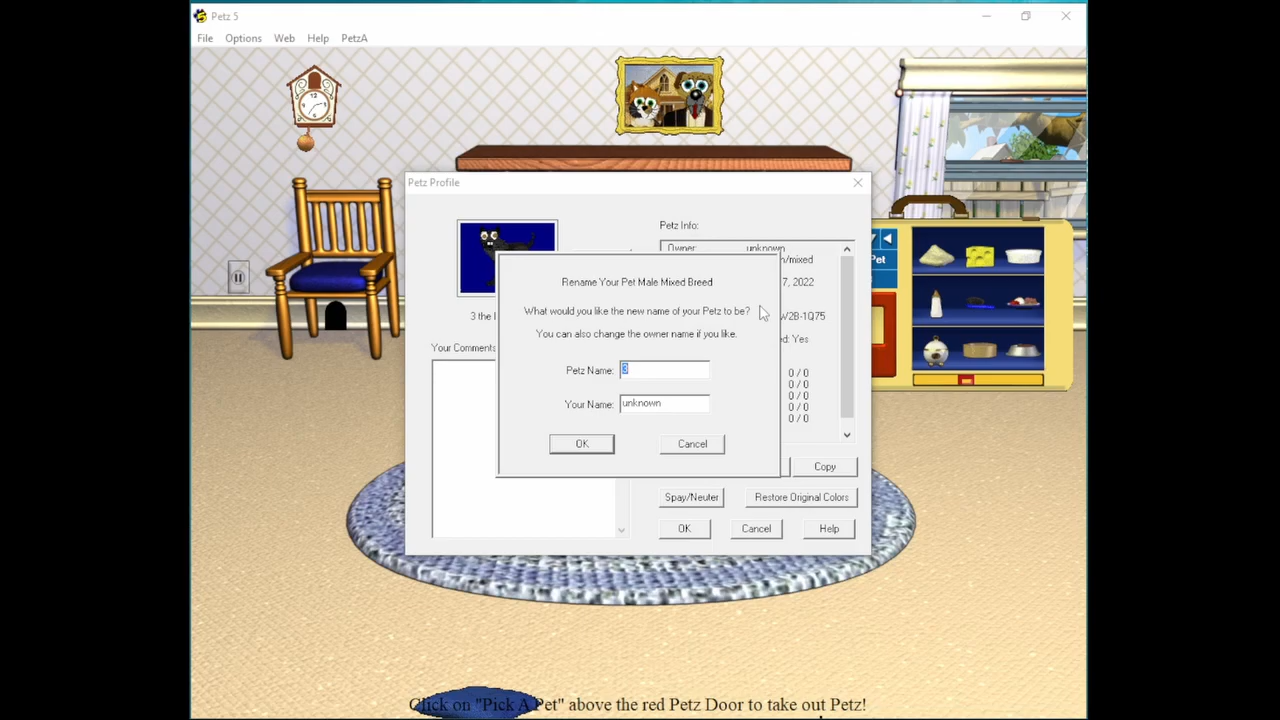 Petz 5
File Options Web Help PetzA
Petz Profile
Petz Info:
Owner: unknown
/mixed
7, 2022
W2B-1Q75
d: Yes
0 / 0
0 / 0
0 / 0
0 / 0
0 / 0
3 the
Your Comments
Rename Your Pet Male Mixed Breed
What would you like the new name of your Petz to be?
You can also change the owner name if you like.
Petz Name: 3
Your Name: unknown
OK Cancel
Copy
Spay/Neuter Restore Original Colors
OK Cancel Help
Pet
Click on "Pick A Pet" above the red Petz Door to take out Petz!